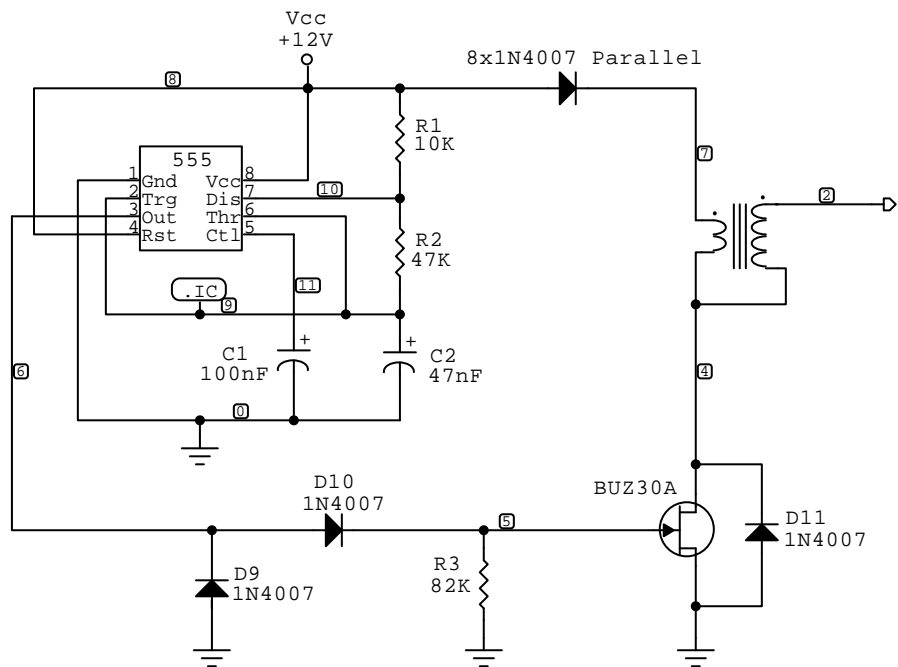 Vcc
+12V
8x1N4007 Parallel
8
R1
10K
555
1 Gnd Vcc 8
2 Trg Dis 7
3 Out Thr 6
4 Rst Ctl 5
10
7
2
R2
47K
.IC
9
11
C1
100nF
C2
47nF
6
4
0
D10
1N4007
BUZ30A
5
D11
1N4007
D9
1N4007
R3
82K